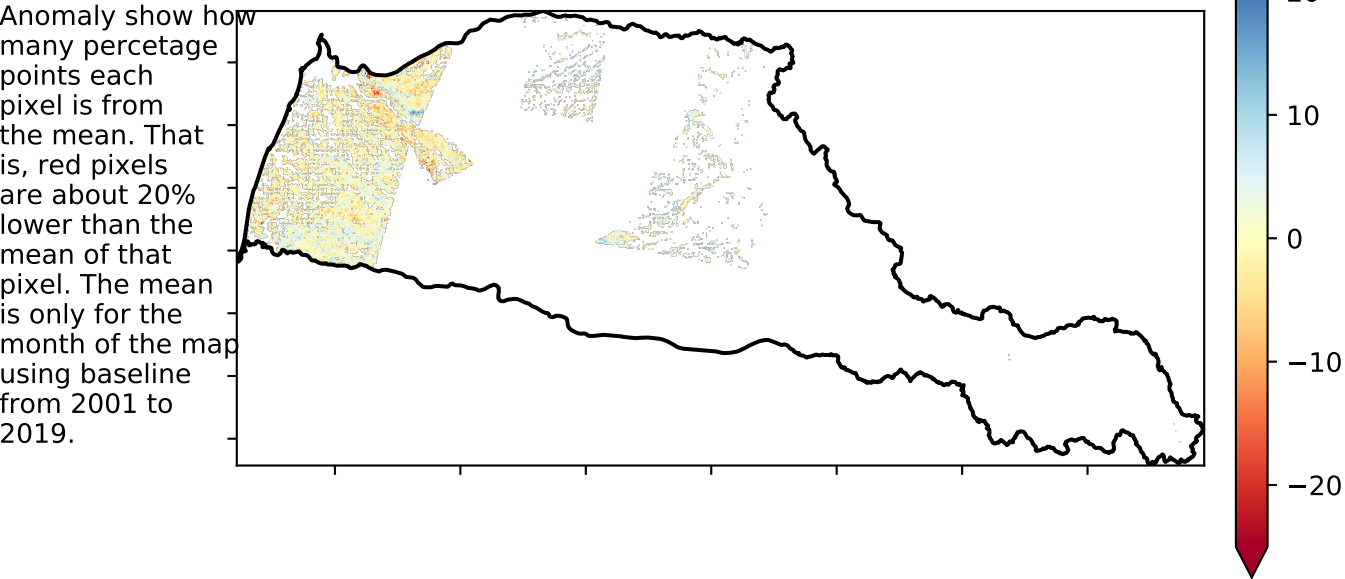 Anomaly show how
many percetage
points each
pixel is from
the mean. That
is, red pixels
are about 20%
lower than the
mean of that
pixel. The mean
is only for the
month of the map
using baseline
from 2001 to
2019.
10
0
−10
−20